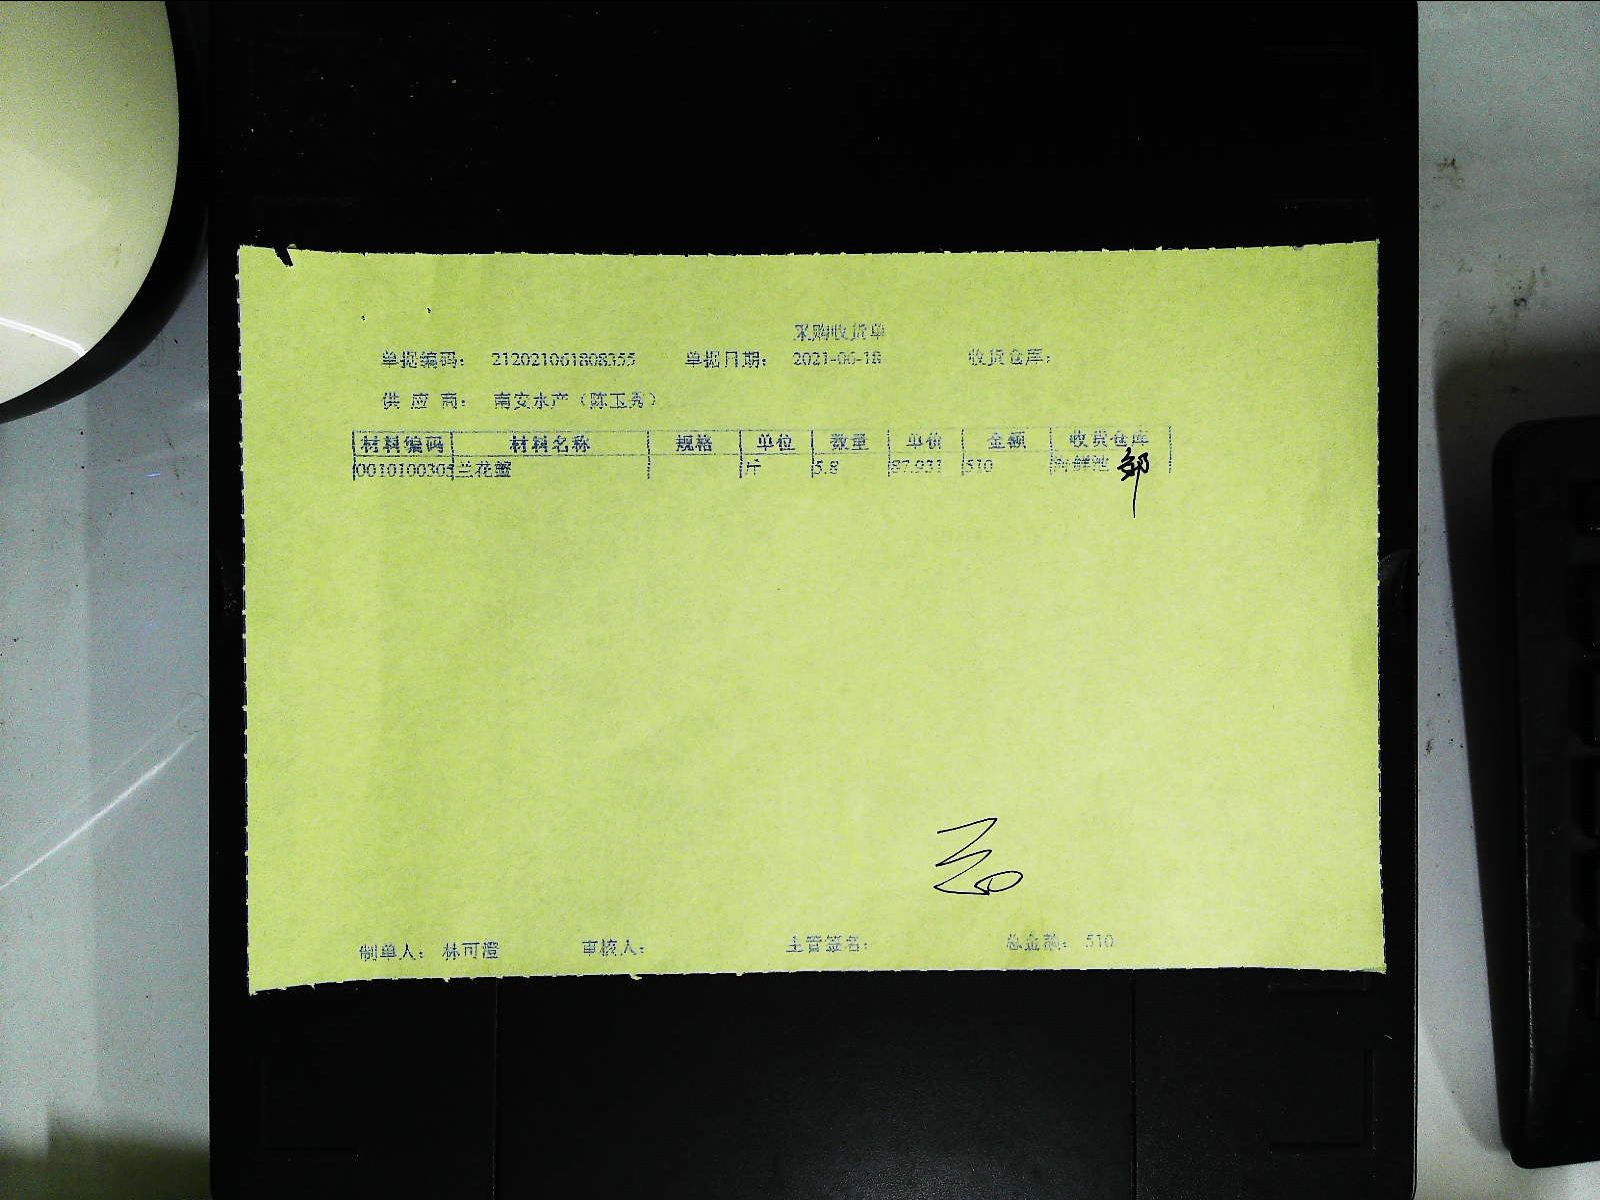 采购收货单
单据编码： 212021061808355 单据日期： 2021-06-18 收货仓库：
供 应 商： 南安水产（陈玉秀）
材料编码 材料名称 规格 单位 数量 单价 金额 收货仓库
0010100305 兰花蟹 斤 5.8 87.931 510 海鲜池
制单人： 林可澄 审核人： 主管签名： 总金额： 510